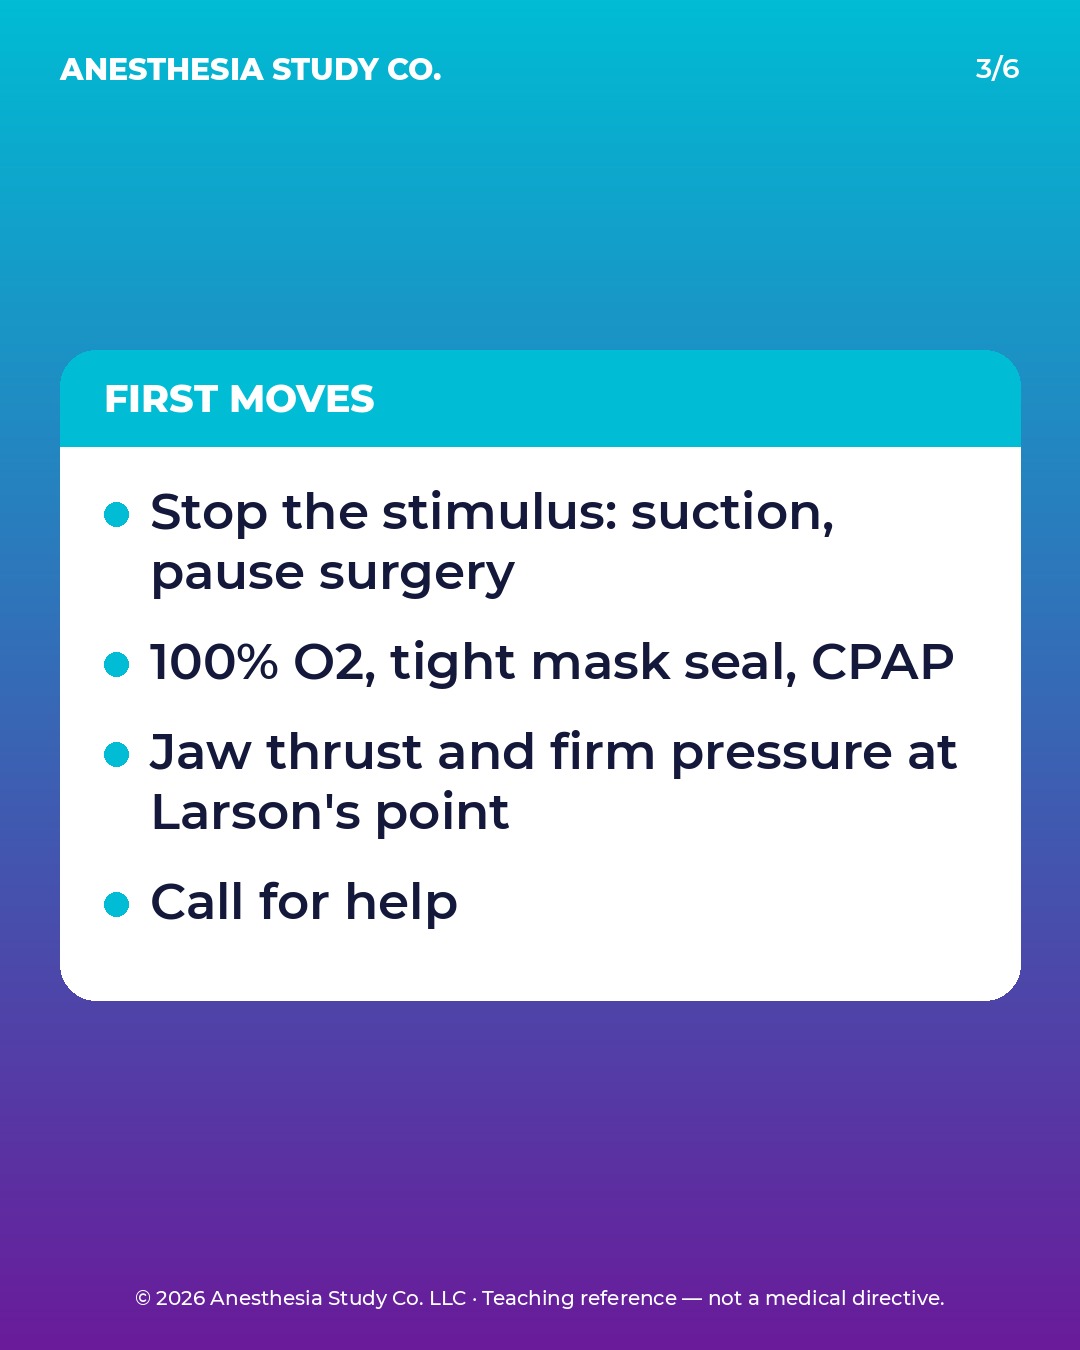 ANESTHESIA STUDY CO.
3/6
FIRST MOVES
Stop the stimulus: suction,
pause surgery
100% O2, tight mask seal, CPAP
Jaw thrust and firm pressure at
Larson's point
Call for help
© 2026 Anesthesia Study Co. LLC · Teaching reference — not a medical directive.